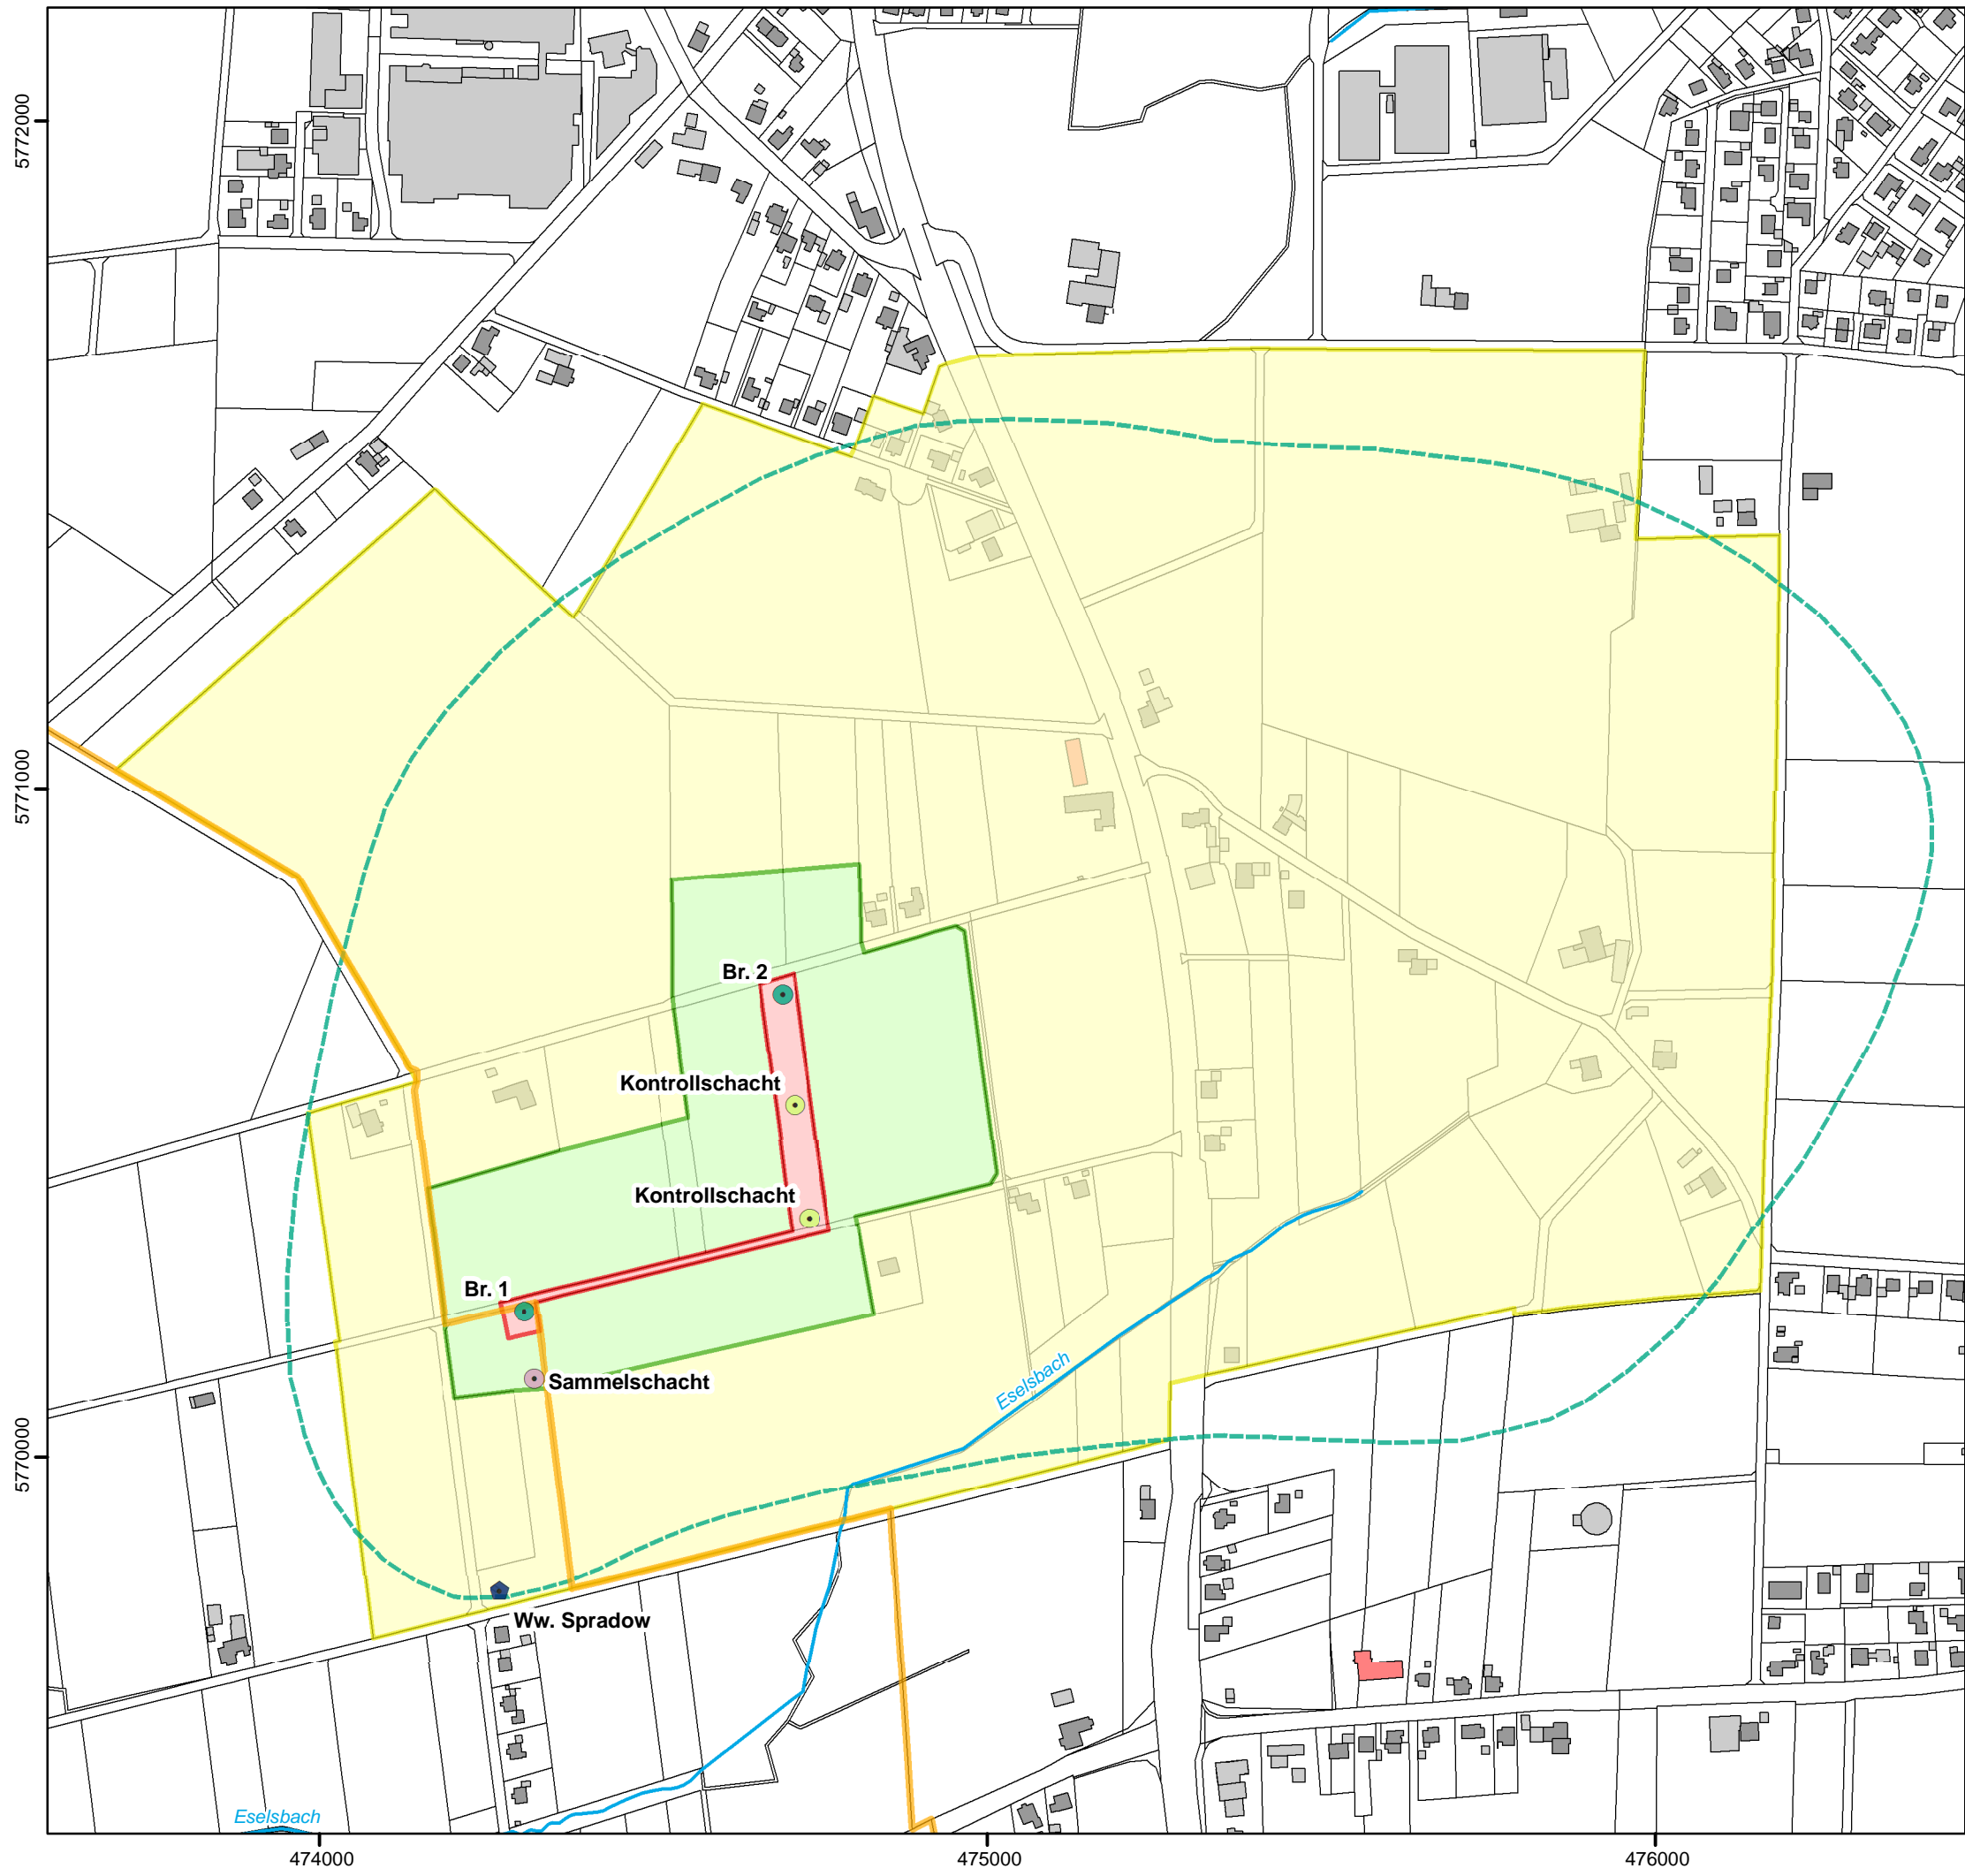 5772000
5771000
5770000
Br. 2
Kontrollschacht
Kontrollschacht
Br. 1
Sammelschacht
Eselsbach
Ww. Spradow
Eselsbach
474000
475000
476000